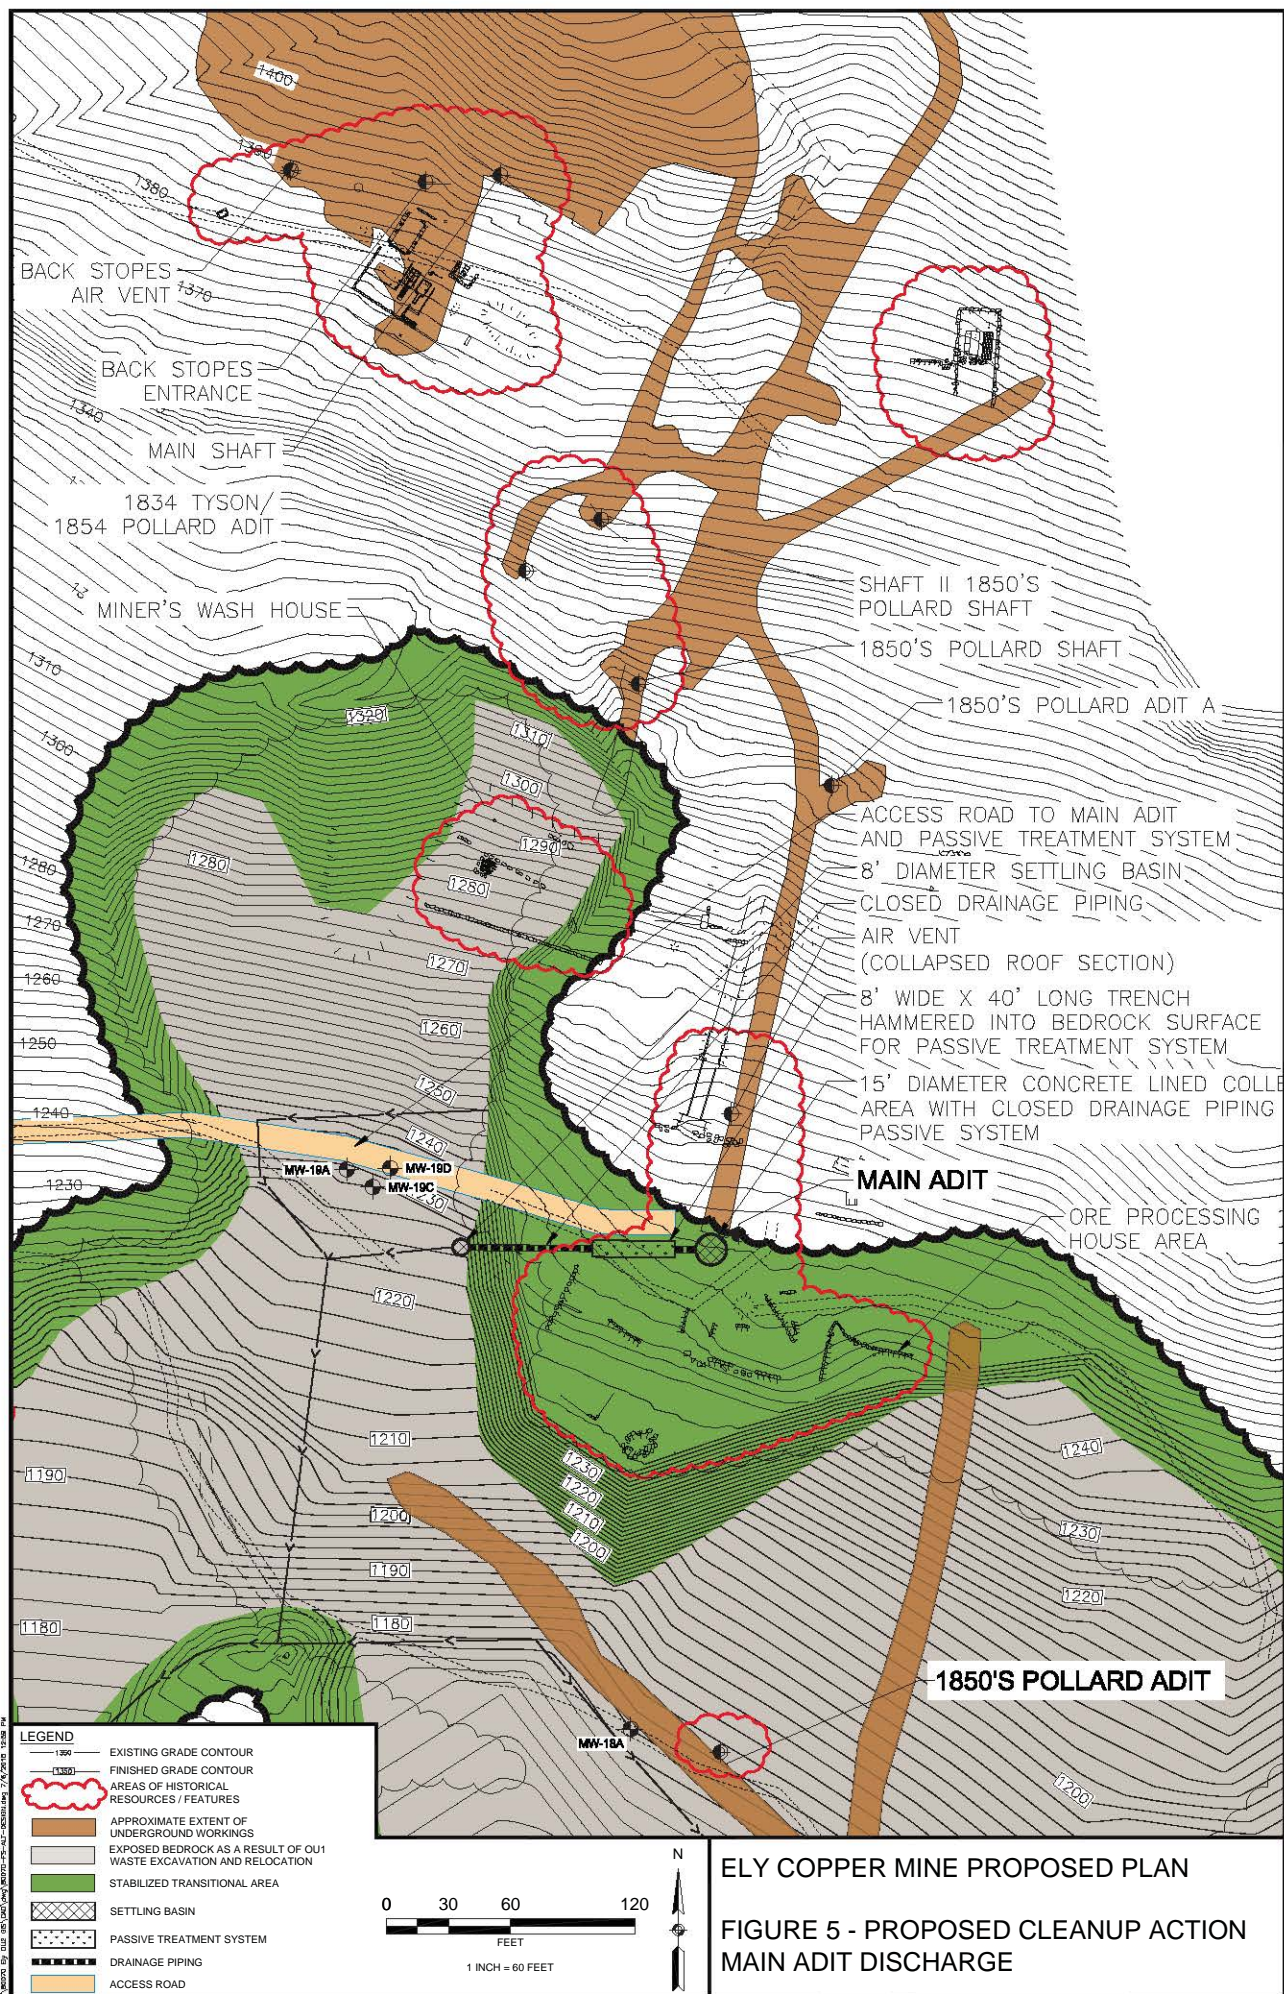 1400
1390
1380
BACK STOPES
AIR VENT
1370
BACK STOPES
ENTRANCE
1340
MAIN SHAFT
1834 TYSON/
1854 POLLARD ADIT
13
MINER'S WASH HOUSE
SHAFT II 1850'S
POLLARD SHAFT
1850'S POLLARD SHAFT
1310
1850'S POLLARD ADIT A
1320
1310
1300
1300
ACCESS ROAD TO MAIN ADIT
AND PASSIVE TREATMENT SYSTEM
1290
1280
1280
1280
8' DIAMETER SETTLING BASIN
CLOSED DRAINAGE PIPING
1270
AIR VENT
(COLLAPSED ROOF SECTION)
1270
1260
8' WIDE X 40' LONG TRENCH
HAMMERED INTO BEDROCK SURFACE
FOR PASSIVE TREATMENT SYSTEM
1260
1250
1250
15' DIAMETER CONCRETE LINED COLLE
AREA WITH CLOSED DRAINAGE PIPING
PASSIVE SYSTEM
1240
1240
MW-19A
MW-19D
MW-19C
1230
1230
MAIN ADIT
ORE PROCESSING
HOUSE AREA
1220
1210
1190
1230
1220
1210
1200
1240
1200
1230
1190
1220
1180
1180
1850'S POLLARD ADIT
MW-18A
1200
LEGEND
1350 EXISTING GRADE CONTOUR
1350 FINISHED GRADE CONTOUR
AREAS OF HISTORICAL
RESOURCES / FEATURES
APPROXIMATE EXTENT OF
UNDERGROUND WORKINGS
EXPOSED BEDROCK AS A RESULT OF OU1
WASTE EXCAVATION AND RELOCATION
STABILIZED TRANSITIONAL AREA
SETTLING BASIN
PASSIVE TREATMENT SYSTEM
DRAINAGE PIPING
ACCESS ROAD
0 30 60 120
FEET
1 INCH = 60 FEET
N
ELY COPPER MINE PROPOSED PLAN
FIGURE 5 - PROPOSED CLEANUP ACTION
MAIN ADIT DISCHARGE